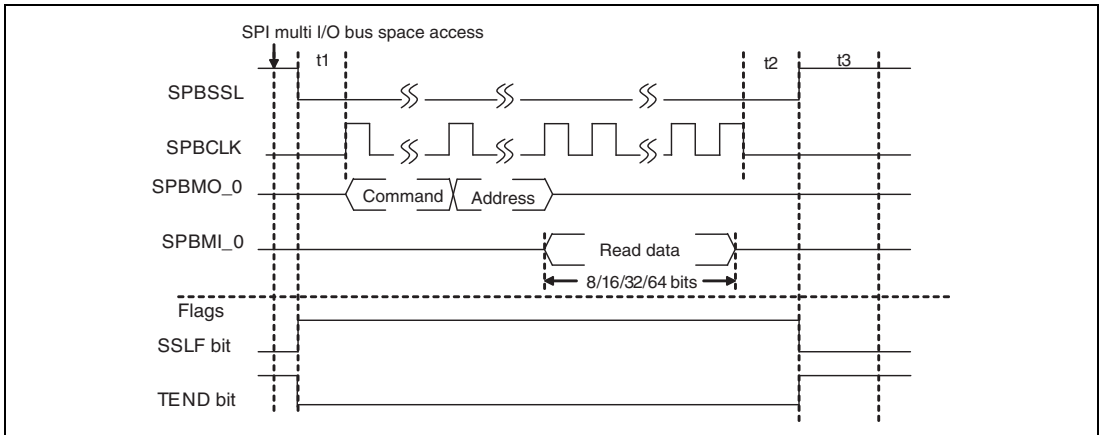 SPI multi I/O bus space access
t1
t2
t3
SPBSSL
SPBCLK
SPBMO_0
Command
Address
SPBMI_0
Read data
8/16/32/64 bits
Flags
SSLF bit
TEND bit